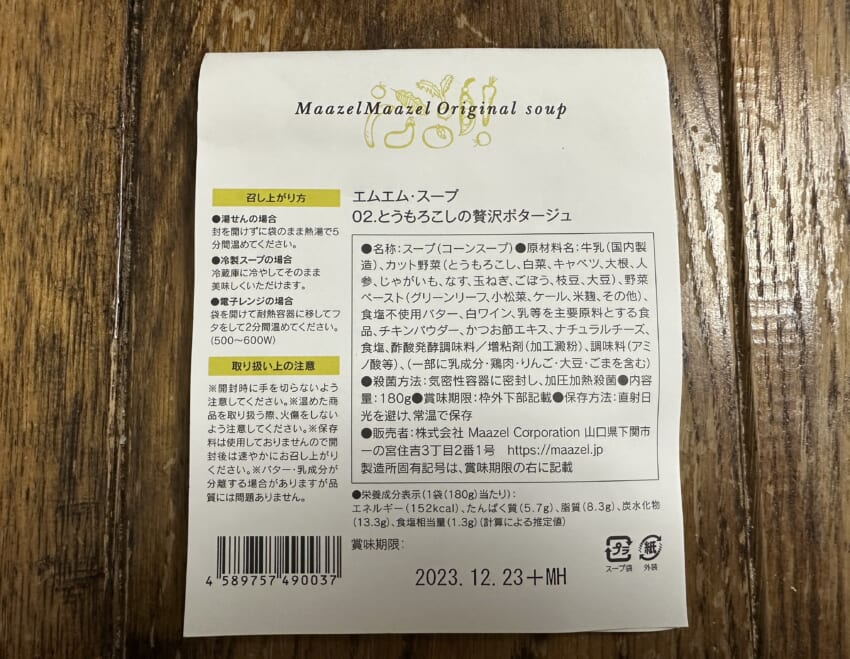 MaazelMaazel Original soup
召し上がり方
●湯せんの場合
封を開けずに袋のまま熱湯で5
分間温めてください。
●冷製スープの場合
冷蔵庫に冷やしてそのまま
美味しくいただけます。
●電子レンジの場合
袋を開けて耐熱容器に移してフ
タをして2分間温めてください。
(500～600W)
取り扱い上の注意
※開封時に手を切らないよう
注意してください。※温めた商
品を取り扱う際、火傷をしない
よう注意してください。※保存
料は使用しておりませんので開
封後は速やかにお召し上がり
ください。※バター・乳成分が
分離する場合がありますが品
質には問題ありません。
4 589757 490037
エムエム・スープ
02.とうもろこしの贅沢ポタージュ
●名称:スープ(コーンスープ)●原材料名:牛乳(国内製
造)、カット野菜(とうもろこし、白菜、キャベツ、大根、人
参、じゃがいも、なす、玉ねぎ、ごぼう、枝豆、大豆)、野菜
ペースト(グリーンリーフ、小松菜、ケール、米麹、その他)、
食塩不使用バター、白ワイン、乳等を主要原料とする食
品、チキンパウダー、かつお節エキス、ナチュラルチーズ、
食塩、酢酸発酵調味料／増粘剤(加工澱粉)、調味料(アミ
ノ酸等)、(一部に乳成分・鶏肉・りんご・大豆・ごまを含む)
●殺菌方法:気密性容器に密封し、加圧加熱殺菌●内容
量:180g●賞味期限:枠外下部記載●保存方法:直射日
光を避け、常温で保存
●販売者:株式会社 Maazel Corporation 山口県下関市
一の宮住吉3丁目2番1号 https://maazel.jp
製造所固有記号は、賞味期限の右に記載
●栄養成分表示(1袋(180g)当たり):
エネルギー(152kcal)、たんぱく質(5.7g)、脂質(8.3g)、炭水化物
(13.3g)、食塩相当量(1.3g)(計算による推定値)
賞味期限:
2023.12.23+MH
プラ
スープ袋
紙
外装